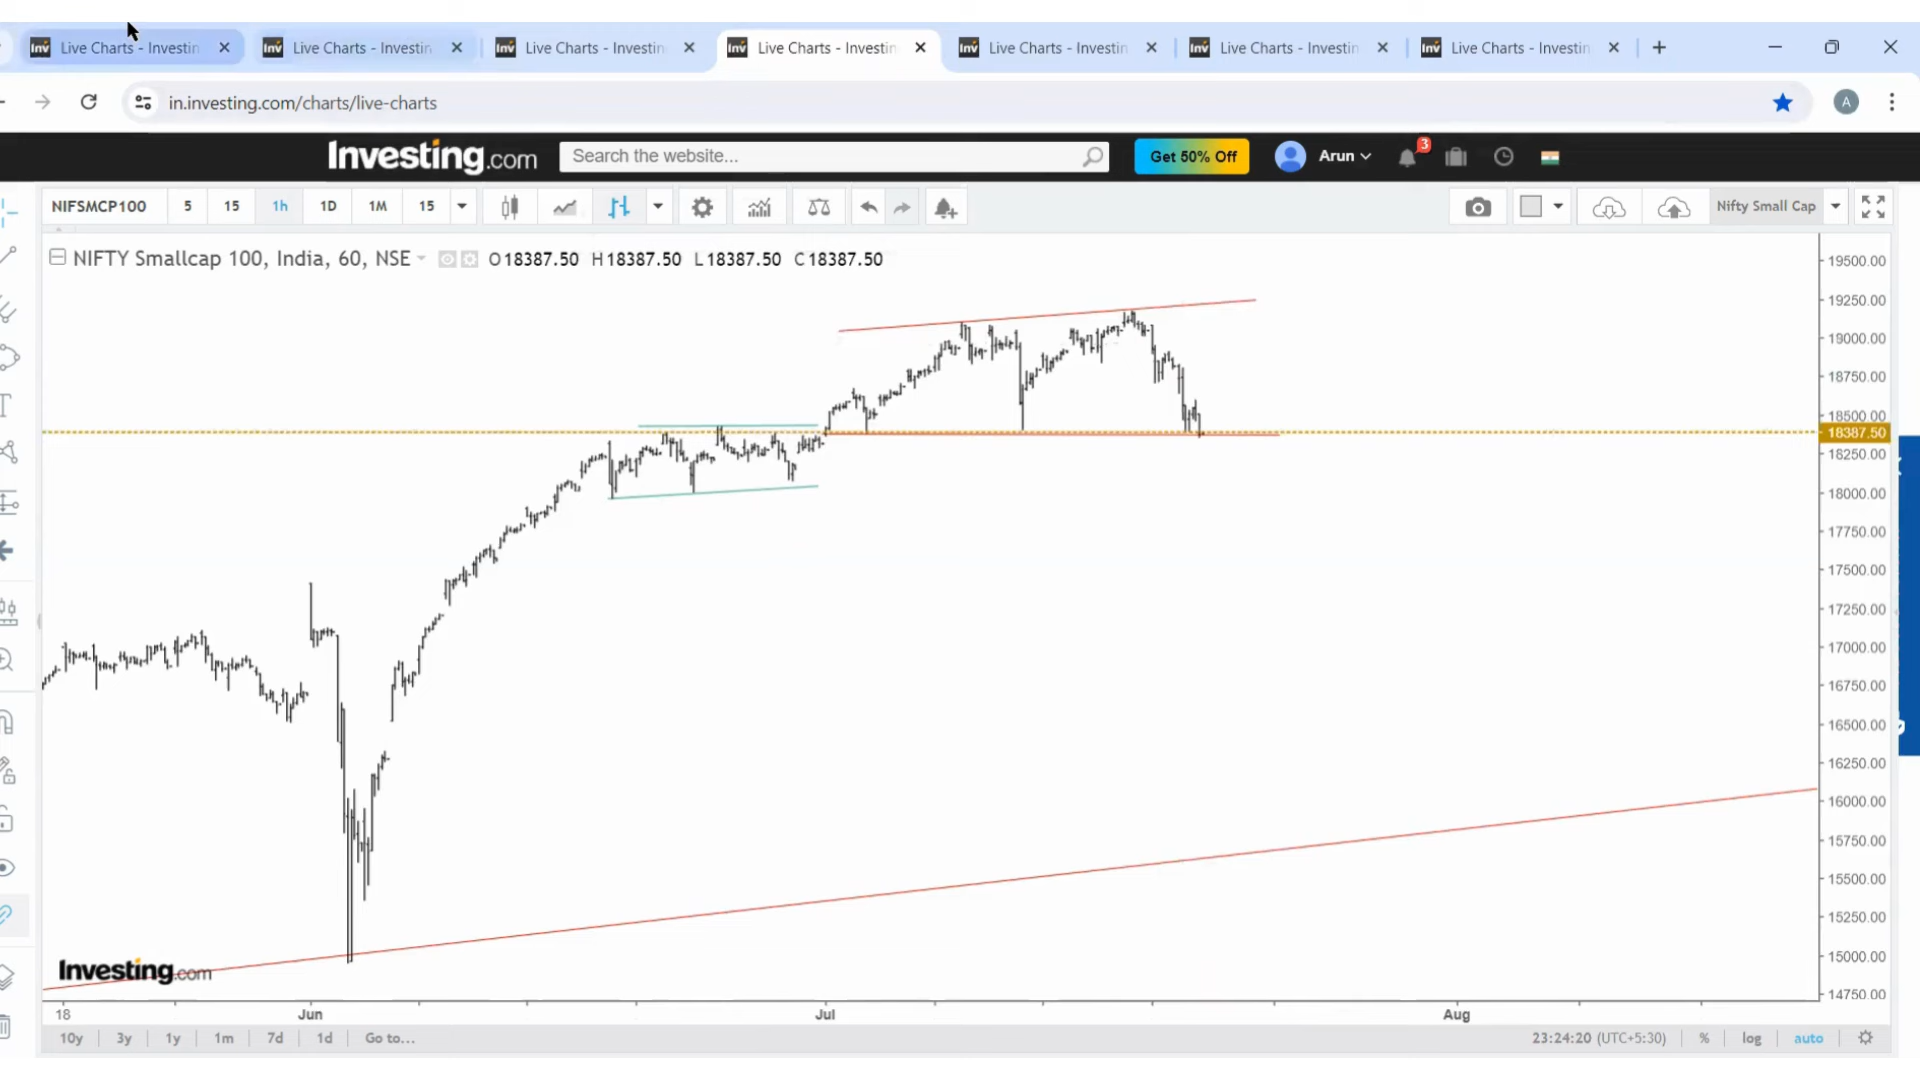 Live Charts - Investin Live Charts - Investin Live Charts - Investin Live Charts - Investin Live Charts - Investin Live Charts - Investin Live Charts - Investin
in.investing.com/charts/live-charts A
Investing.com Search the website... Get 50% Off Arun 3
NIFSMCP100 5 15 1h 1D 1M 15 Nifty Small Cap
NIFTY Smallcap 100, India, 60, NSE O18387.50 H18387.50 L18387.50 C18387.50
19500.00
19250.00
19000.00
18750.00
18500.00
18387.50
18250.00
18000.00
17750.00
17500.00
17250.00
17000.00
16750.00
16500.00
16250.00
16000.00
15750.00
15500.00
15250.00
15000.00
14750.00
Investing.com
18 Jun Jul Aug
10y 3y 1y 1m 7d 1d Go to... 23:24:20 (UTC+5:30) % log auto